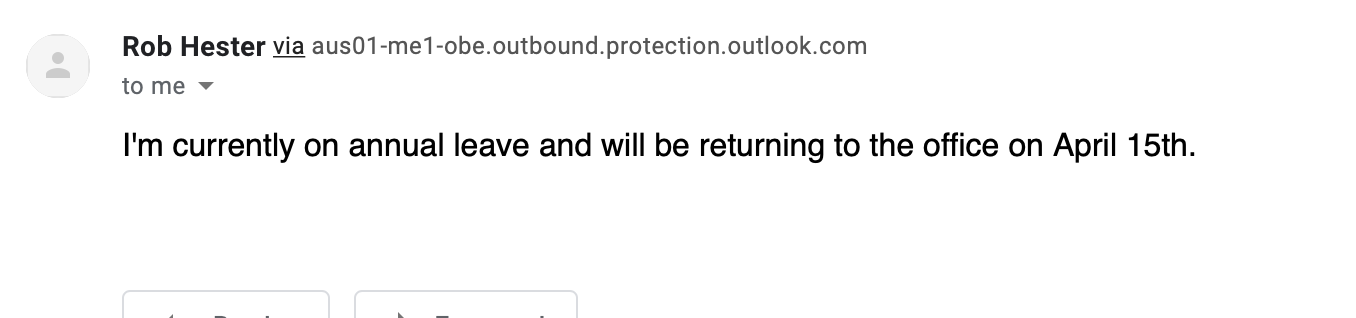 Rob Hester via aus01-me1-obe.outbound.protection.outlook.com
to me
I'm currently on annual leave and will be returning to the office on April 15th.